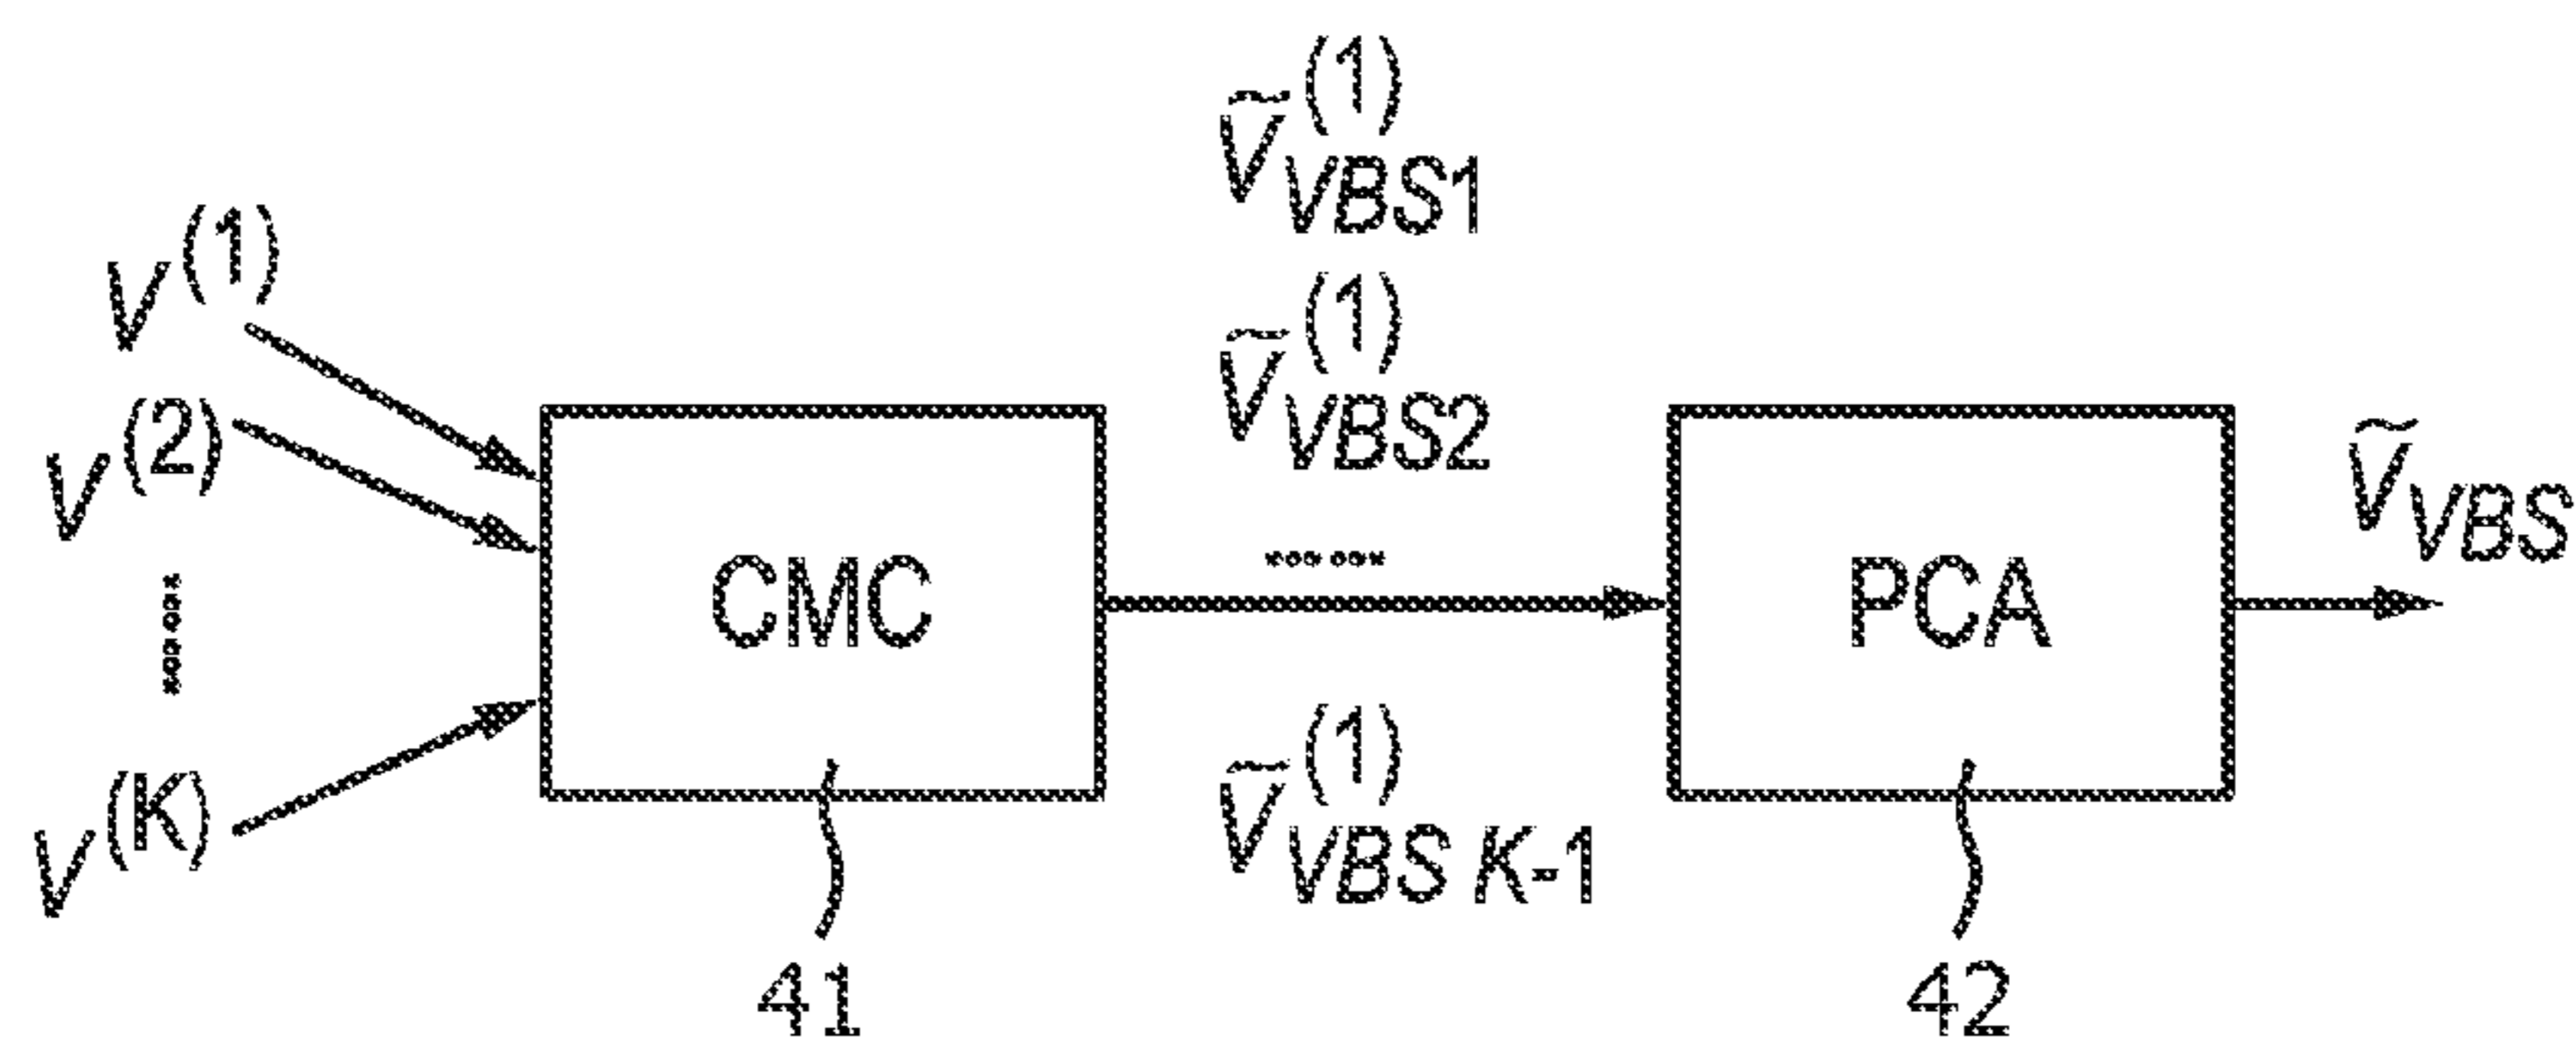 Ṽ(1)VBS1
V(1)
Ṽ(1)VBS2
V(2)
......
CMC
PCA
ṼVBS
......
V(K)
Ṽ(1)VBS K-1
41
42